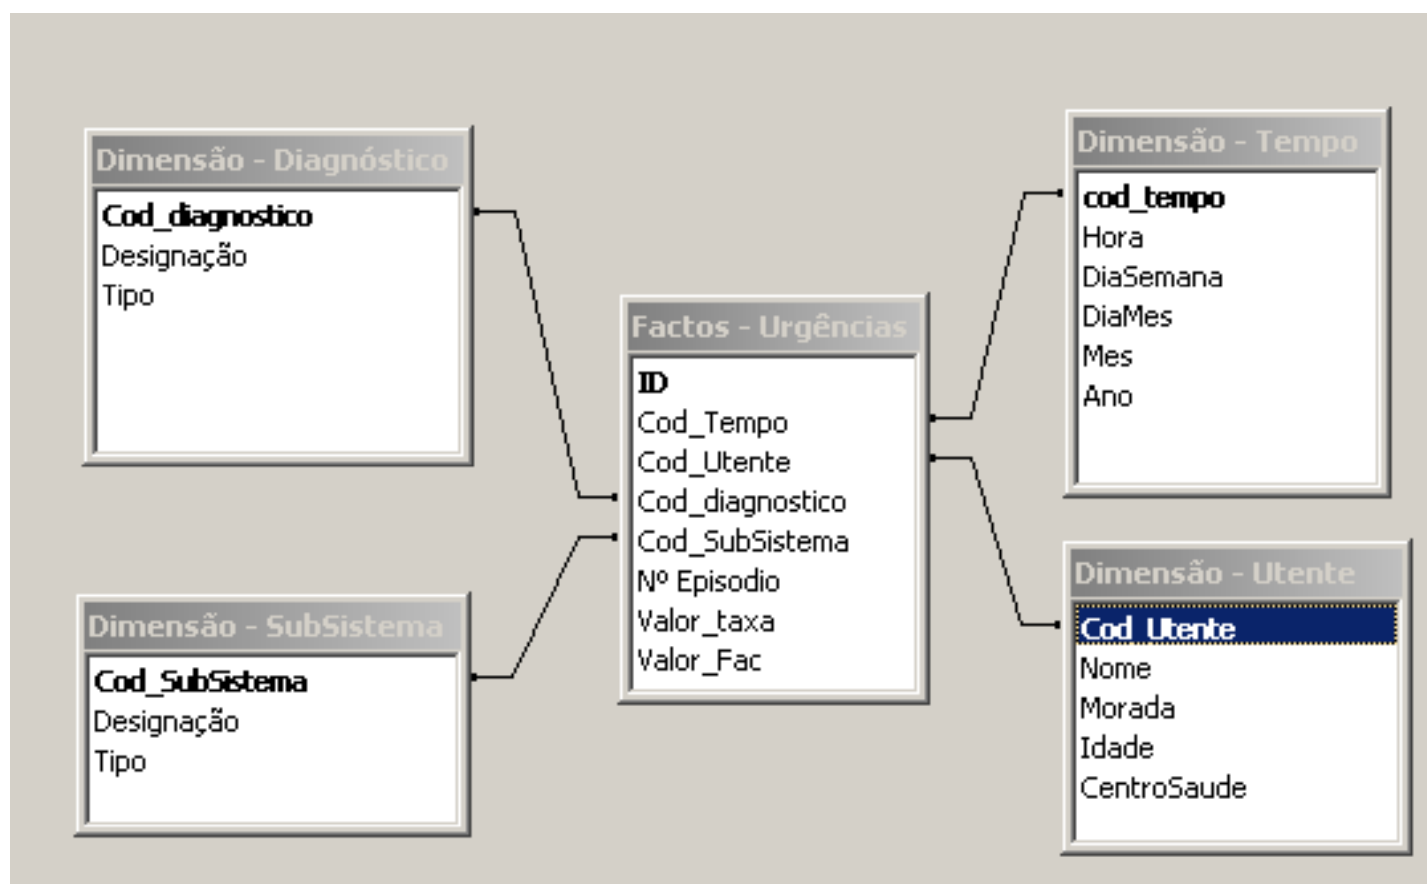 Dimensão - Diagnóstico
Cod_diagnostico
Designação
Tipo
Dimensão - SubSistema
Cod_SubSistema
Designação
Tipo
Factos - Urgências
ID
Cod_Tempo
Cod_Utente
Cod_diagnostico
Cod_SubSistema
Nº Episodio
Valor_taxa
Valor_Fac
Dimensão - Tempo
cod_tempo
Hora
DiaSemana
DiaMes
Mes
Ano
Dimensão - Utente
Cod_Utente
Nome
Morada
Idade
CentroSaude